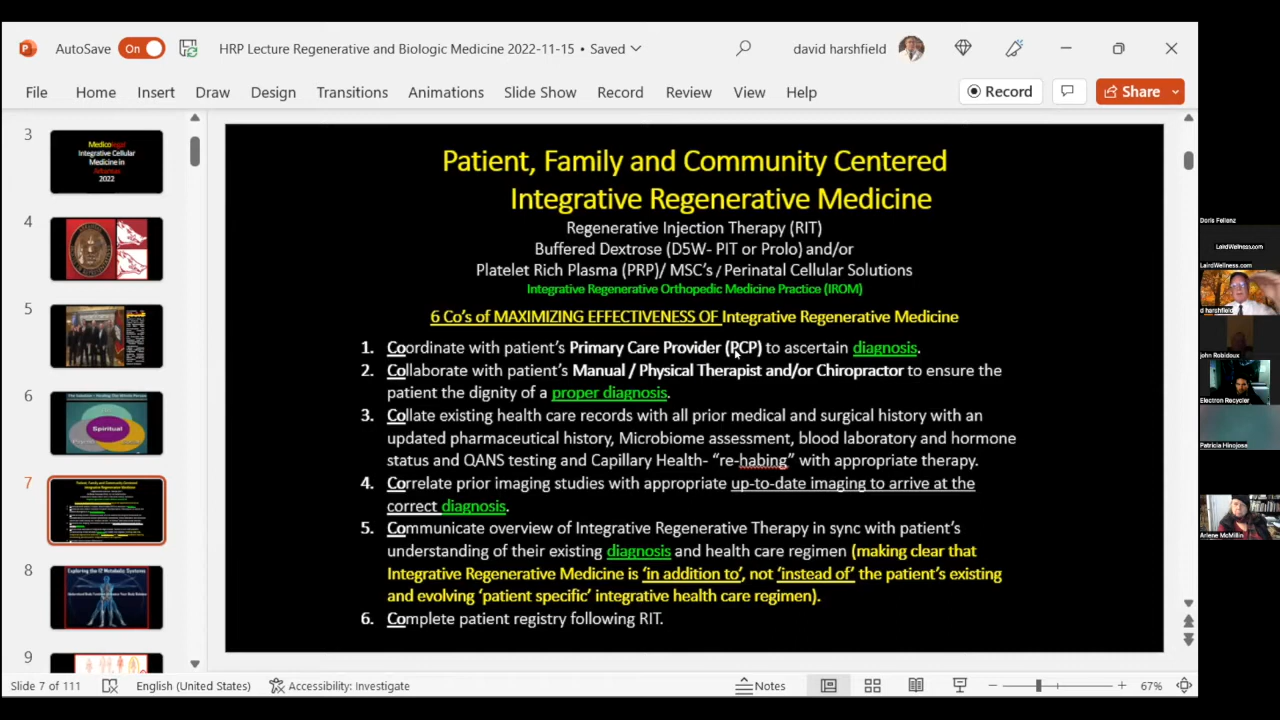 AutoSave On HRP Lecture Regenerative and Biologic Medicine 2022-11-15 • Saved david harshfield
File Home Insert Draw Design Transitions Animations Slide Show Record Review View Help Record Share
3
Medicolegal
Integrative Cellular
Medicine in
Arkansas
2022
4
5
6
Spiritual
7
8
Exploring the 12 Metabolic Systems
9
Patient, Family and Community Centered
Integrative Regenerative Medicine
Regenerative Injection Therapy (RIT)
Buffered Dextrose (D5W- PIT or Prolo) and/or
Platelet Rich Plasma (PRP)/ MSC’s / Perinatal Cellular Solutions
Integrative Regenerative Orthopedic Medicine Practice (IROM)
6 Co’s of MAXIMIZING EFFECTIVENESS OF Integrative Regenerative Medicine
1. Coordinate with patient’s Primary Care Provider (PCP) to ascertain diagnosis.
2. Collaborate with patient’s Manual / Physical Therapist and/or Chiropractor to ensure the
patient the dignity of a proper diagnosis.
3. Collate existing health care records with all prior medical and surgical history with an
updated pharmaceutical history, Microbiome assessment, blood laboratory and hormone
status and QANS testing and Capillary Health- “re-habing” with appropriate therapy.
4. Correlate prior imaging studies with appropriate up-to-date imaging to arrive at the
correct diagnosis.
5. Communicate overview of Integrative Regenerative Therapy in sync with patient’s
understanding of their existing diagnosis and health care regimen (making clear that
Integrative Regenerative Medicine is ‘in addition to’, not ‘instead of’ the patient’s existing
and evolving ‘patient specific’ integrative health care regimen).
6. Complete patient registry following RIT.
Doris Fellenz
LairdWellness.com
LairdWellness.com
d harshfield
john Robidoux
Electron Recycler
Patricia Hinojosa
Arlene McMillin
Slide 7 of 111 English (United States) Accessibility: Investigate Notes 67%